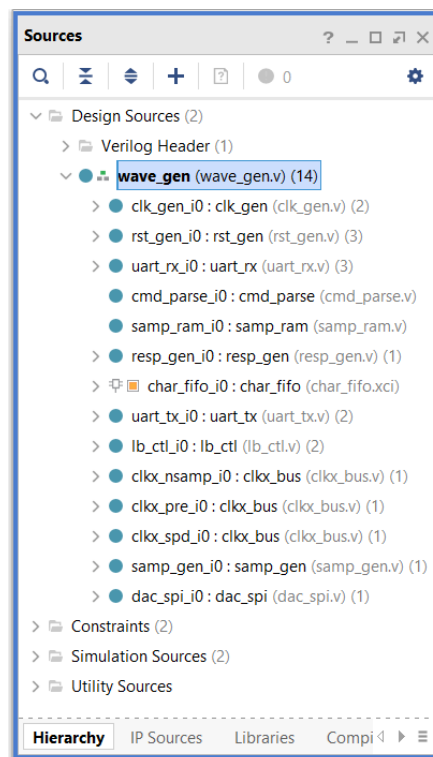 Sources
0
Design Sources (2)
Verilog Header (1)
wave_gen (wave_gen.v) (14)
clk_gen_i0 : clk_gen (clk_gen.v) (2)
rst_gen_i0 : rst_gen (rst_gen.v) (3)
uart_rx_i0 : uart_rx (uart_rx.v) (3)
cmd_parse_i0 : cmd_parse (cmd_parse.v)
samp_ram_i0 : samp_ram (samp_ram.v)
resp_gen_i0 : resp_gen (resp_gen.v) (1)
char_fifo_i0 : char_fifo (char_fifo.xci)
uart_tx_i0 : uart_tx (uart_tx.v) (2)
lb_ctl_i0 : lb_ctl (lb_ctl.v) (2)
clkx_nsamp_i0 : clkx_bus (clkx_bus.v) (1)
clkx_pre_i0 : clkx_bus (clkx_bus.v) (1)
clkx_spd_i0 : clkx_bus (clkx_bus.v) (1)
samp_gen_i0 : samp_gen (samp_gen.v) (1)
dac_spi_i0 : dac_spi (dac_spi.v) (1)
Constraints (2)
Simulation Sources (2)
Utility Sources
Hierarchy IP Sources Libraries Compi